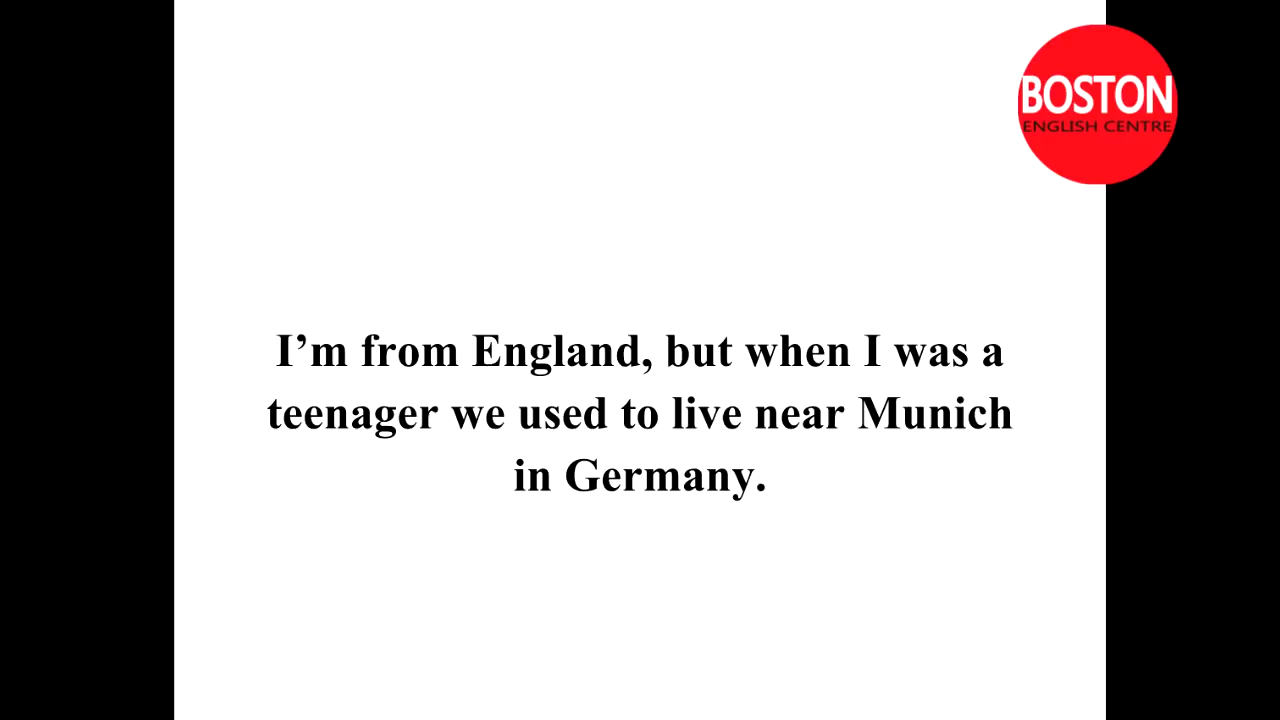 BOSTON
ENGLISH CENTRE
I’m from England, but when I was a
teenager we used to live near Munich
in Germany.